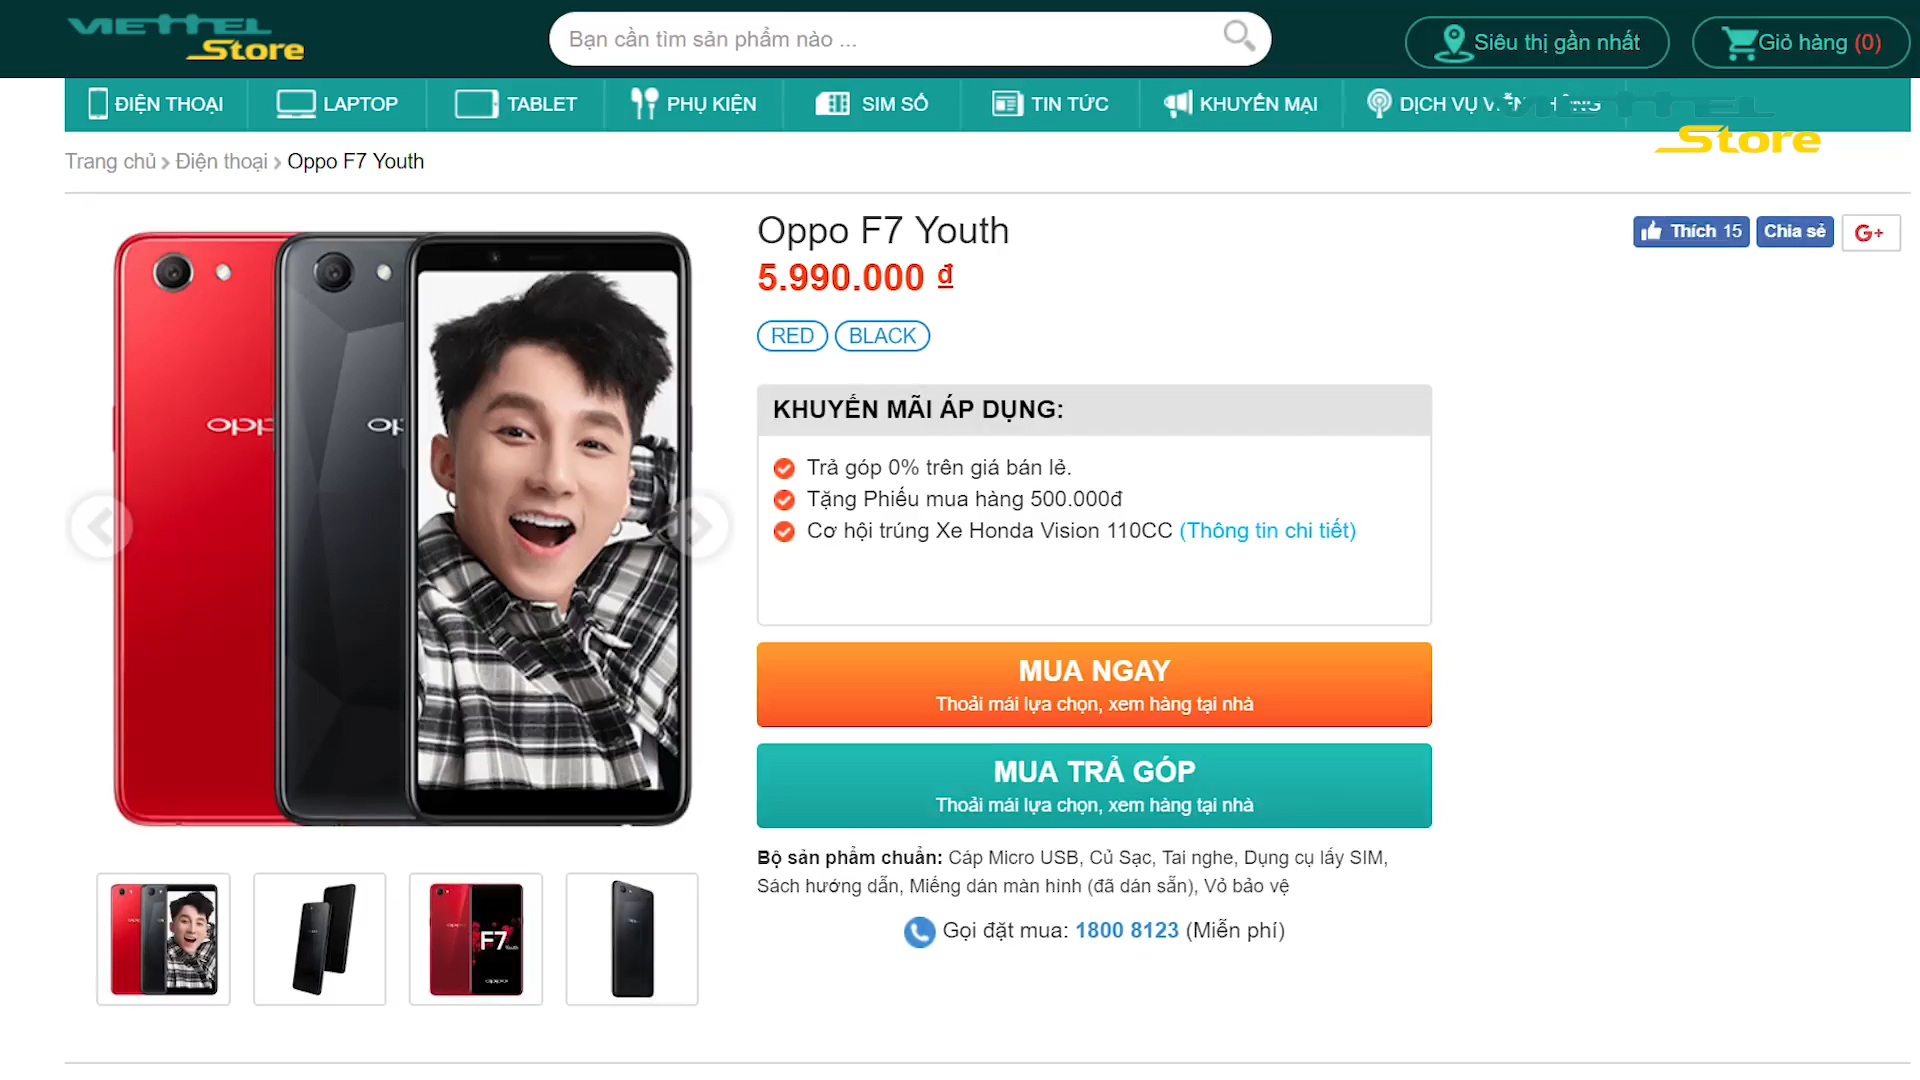 VIETTEL
Store
Bạn cần tìm sản phẩm nào ...
Siêu thị gần nhất
Giỏ hàng (0)
ĐIỆN THOẠI
LAPTOP
TABLET
PHỤ KIỆN
SIM SỐ
TIN TỨC
KHUYẾN MẠI
DỊCH VỤ
VIETTEL
Store
Trang chủ > Điện thoại > Oppo F7 Youth
Oppo F7 Youth
Thích 15
Chia sẻ
G+
5.990.000 ₫
RED
BLACK
KHUYẾN MÃI ÁP DỤNG:
Trả góp 0% trên giá bán lẻ.
Tặng Phiếu mua hàng 500.000đ
Cơ hội trúng Xe Honda Vision 110CC (Thông tin chi tiết)
MUA NGAY
Thoải mái lựa chọn, xem hàng tại nhà
MUA TRẢ GÓP
Thoải mái lựa chọn, xem hàng tại nhà
Bộ sản phẩm chuẩn: Cáp Micro USB, Củ Sạc, Tai nghe, Dụng cụ lấy SIM,
Sách hướng dẫn, Miếng dán màn hình (đã dán sẵn), Vỏ bảo vệ
Gọi đặt mua: 1800 8123 (Miễn phí)
F7
oppo